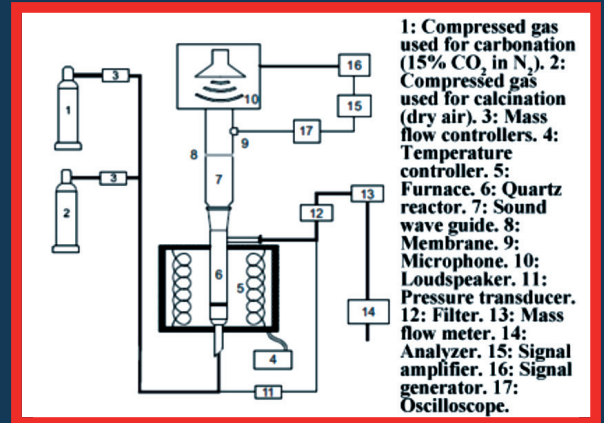 1: Compressed gas
used for carbonation
(15% CO2 in N2). 2:
Compressed gas
used for calcination
(dry air). 3: Mass
flow controllers. 4:
Temperature
controller. 5:
Furnace. 6: Quartz
reactor. 7: Sound
wave guide. 8:
Membrane. 9:
Microphone. 10:
Loudspeaker. 11:
Pressure transducer.
12: Filter. 13: Mass
flow meter. 14:
Analyzer. 15: Signal
amplifier. 16: Signal
generator. 17:
Oscilloscope.
3
1
3
2
10
16
15
17
9
8
7
13
12
6
5
14
4
11